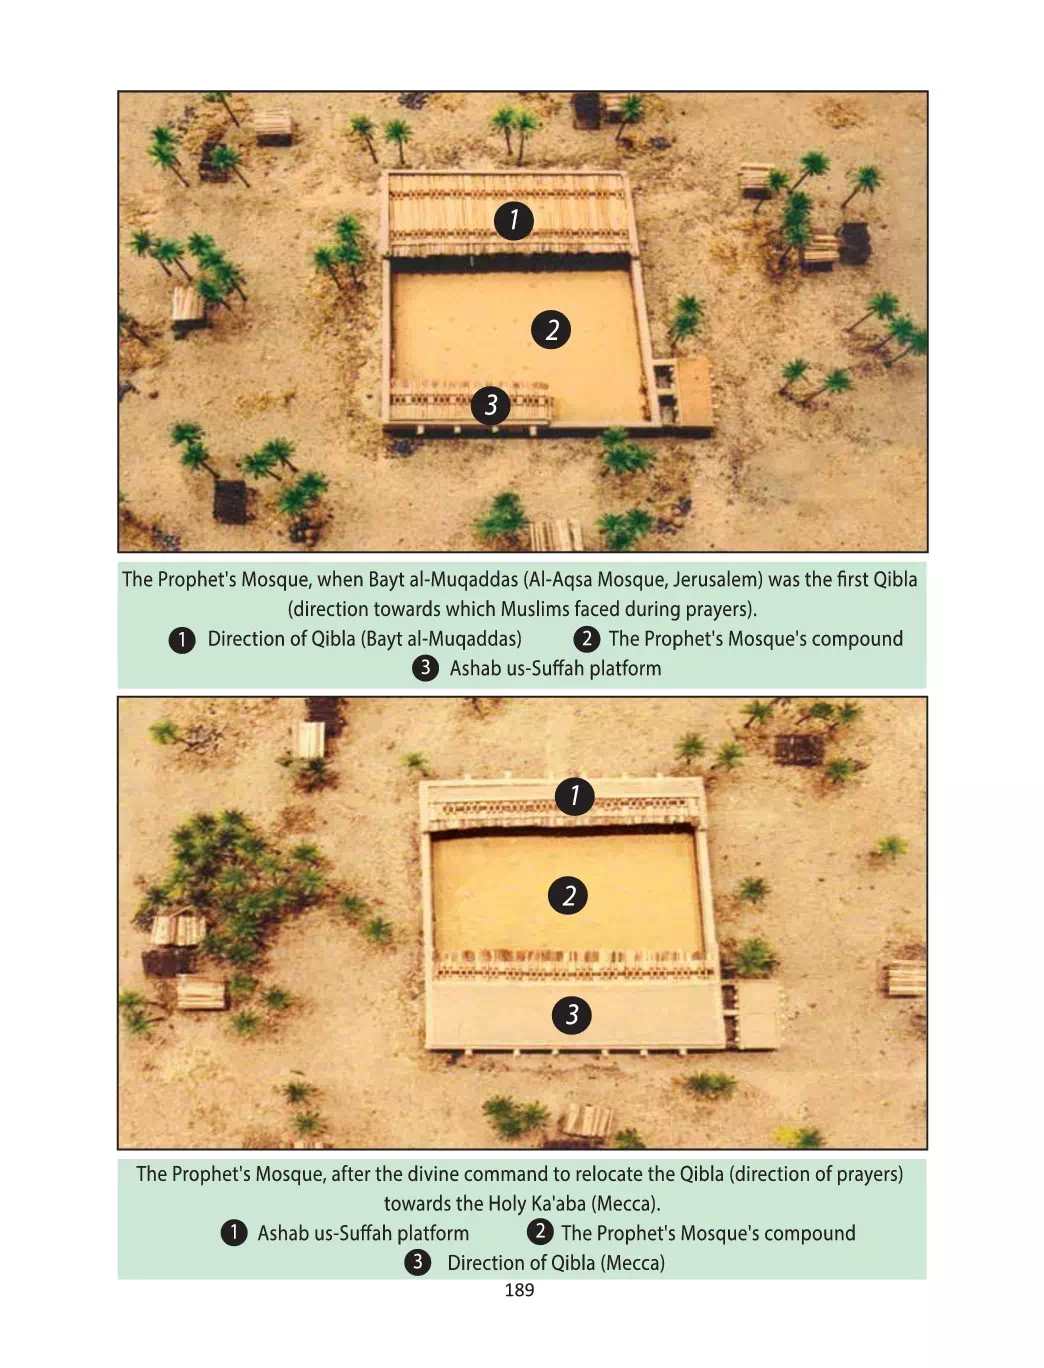 1
2
3
The Prophet's Mosque, when Bayt al-Muqaddas (Al-Aqsa Mosque, Jerusalem) was the first Qibla
(direction towards which Muslims faced during prayers).
1 Direction of Qibla (Bayt al-Muqaddas) 2 The Prophet's Mosque's compound
3 Ashab us-Suffah platform
1
2
3
The Prophet's Mosque, after the divine command to relocate the Qibla (direction of prayers)
towards the Holy Ka'aba (Mecca).
1 Ashab us-Suffah platform 2 The Prophet's Mosque's compound
3 Direction of Qibla (Mecca)
189